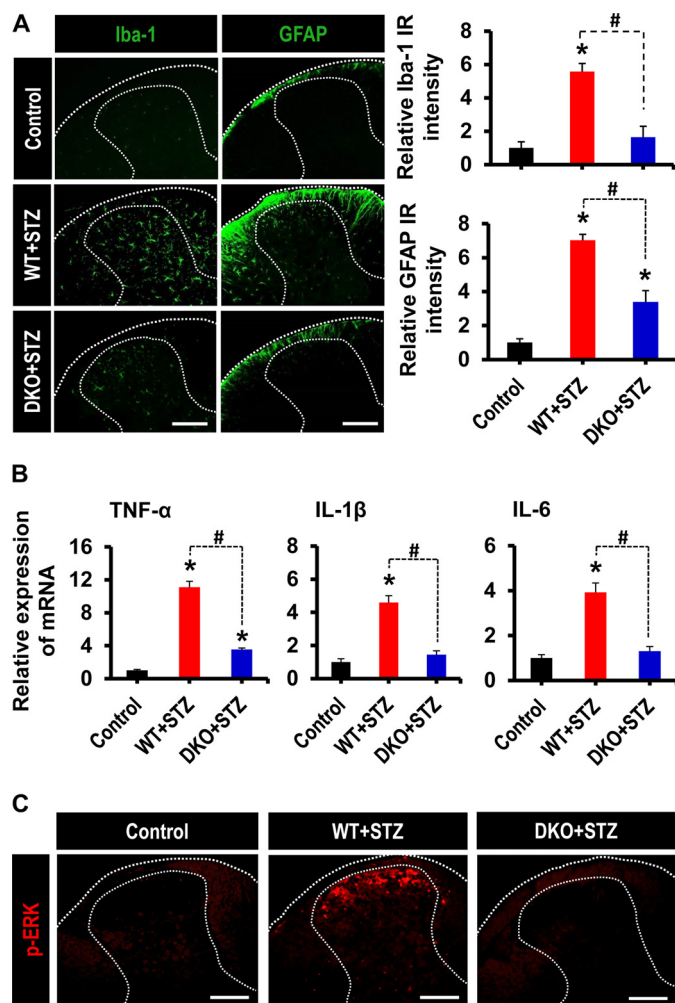 A
Iba-1
GFAP
Control
WT+STZ
DKO+STZ
Relative Iba-1 IR
intensity
8
6
4
2
0
*
#
Relative GFAP IR
intensity
8
6
4
2
0
*
#
*
Control
WT+STZ
DKO+STZ
B
TNF-α
IL-1β
IL-6
Relative expression
of mRNA
16
12
8
4
0
*
#
*
Control
WT+STZ
DKO+STZ
8
6
4
2
0
*
#
Control
WT+STZ
DKO+STZ
6
4
2
0
*
#
Control
WT+STZ
DKO+STZ
C
Control
WT+STZ
DKO+STZ
p-ERK